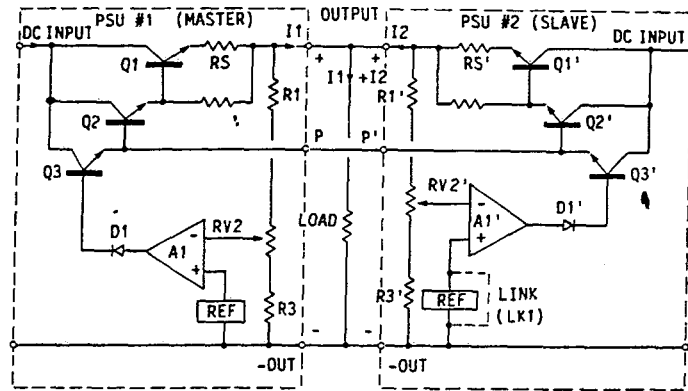 PSU #1 (MASTER)
I1
OUTPUT
I2
PSU #2 (SLAVE)
DC INPUT
+
+
DC INPUT
Q1
RS
I1
+I2
RS'
Q1'
R1
R1'
Q2
Q2'
P
P'
Q3
Q3'
RV2'
-
D1'
D1
-
RV2
LOAD
A1'
A1
+
+
R3'
REF
LINK
(LK1)
REF
R3
-
-
-OUT
-OUT